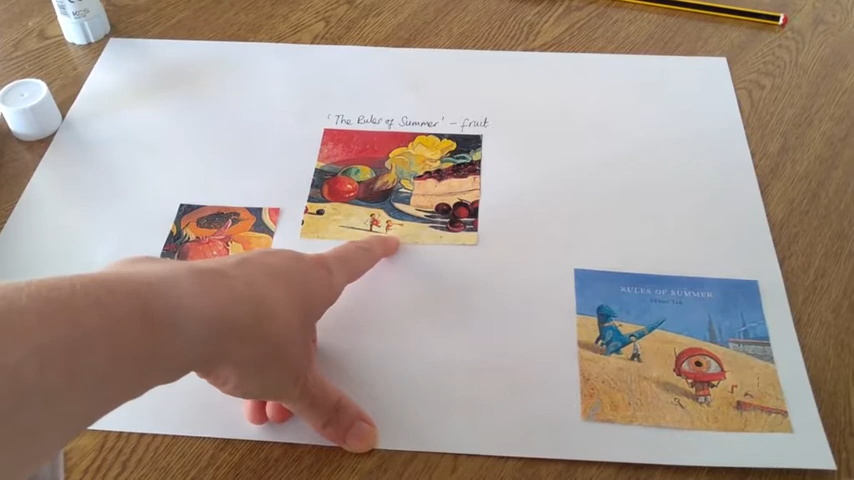 'The Rules of Summer' - fruit
RULES OF SUMMER